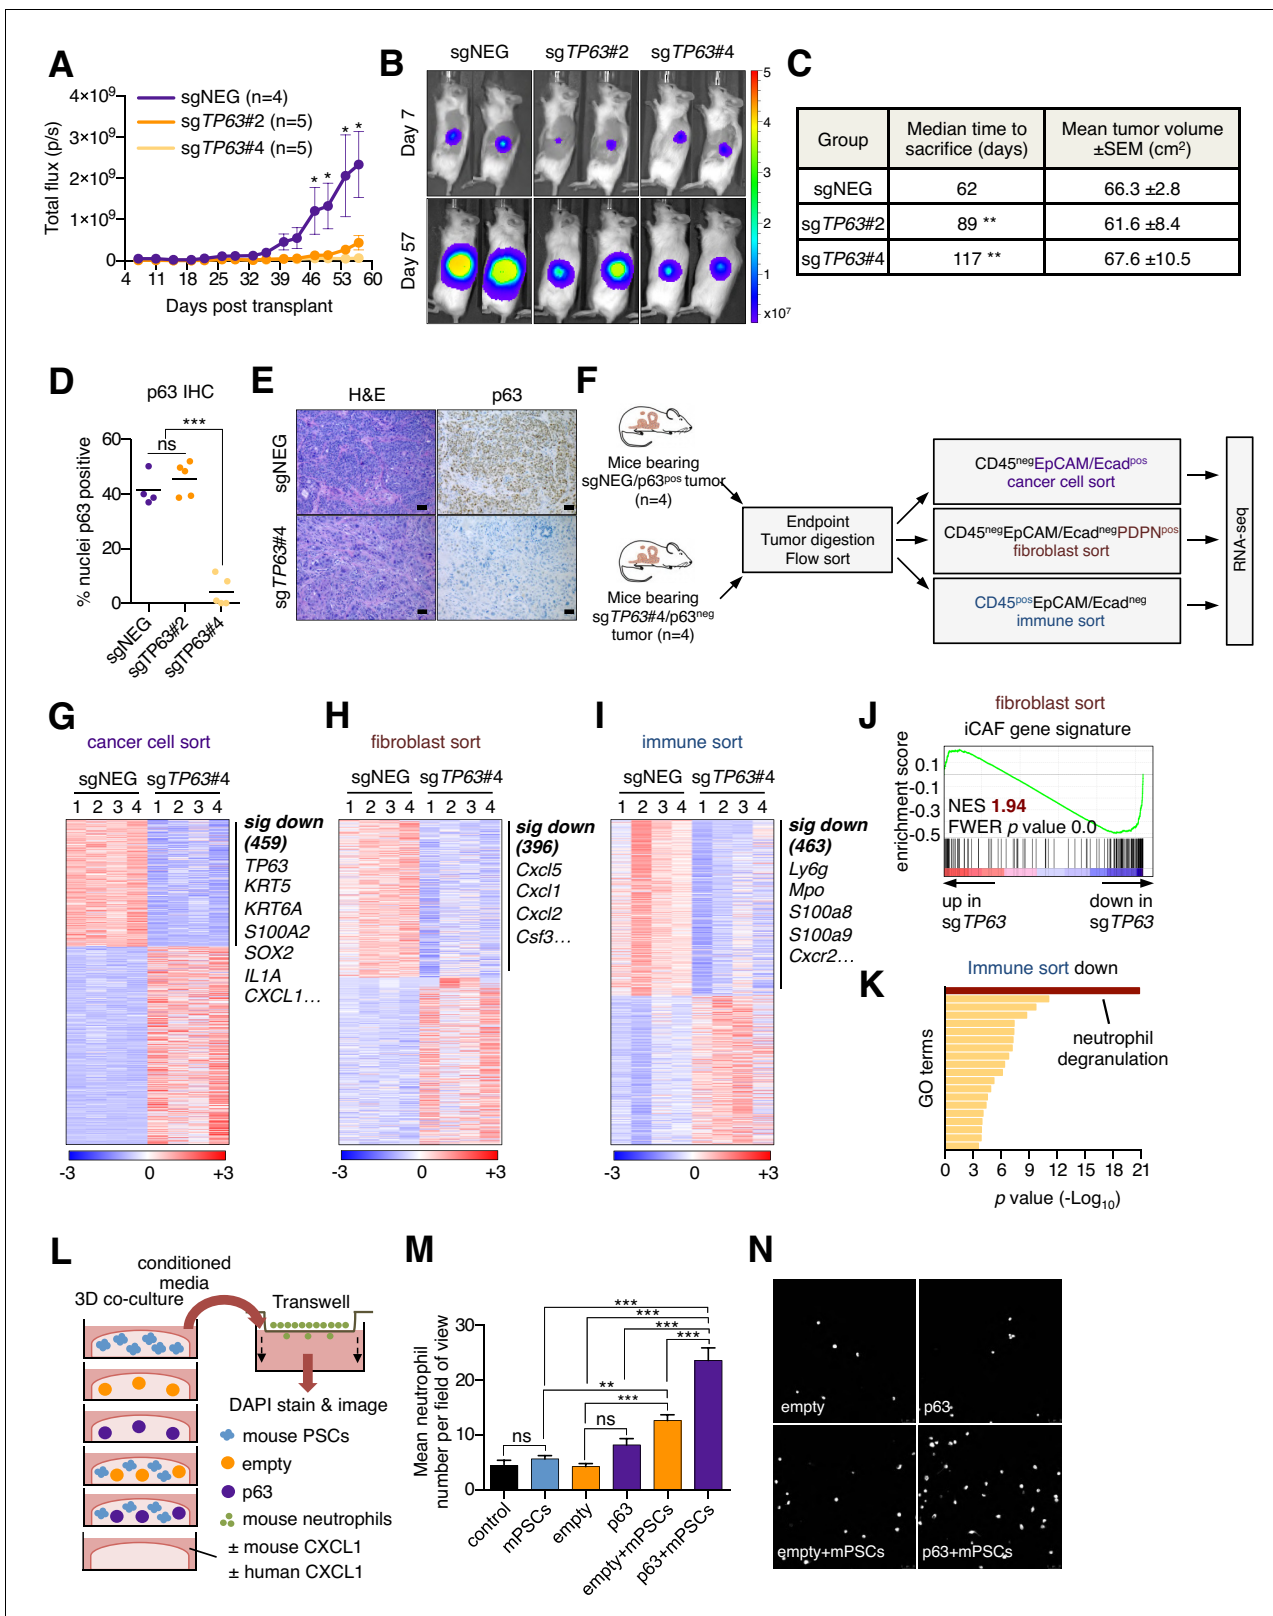 A
4×10⁹
3×10⁹
2×10⁹
1×10⁹
0
Total flux (p/s)
sgNEG (n=4)
sgTP63#2 (n=5)
sgTP63#4 (n=5)
* * * *
4 11 18 25 32 39 46 53 60
Days post transplant
B
sgNEG sgTP63#2 sgTP63#4
Day 7
Day 57
5
4
3
2
1
x10⁷
C
Group
Median time to
sacrifice (days)
Mean tumor volume
±SEM (cm²)
sgNEG 62 66.3 ±2.8
sgTP63#2 89 ** 61.6 ±8.4
sgTP63#4 117 ** 67.6 ±10.5
D
p63 IHC
***
ns
60
40
20
0
% nuclei p63 positive
sgNEG
sgTP63#2
sgTP63#4
E
H&E p63
sgNEG
sgTP63#4
F
Mice bearing
sgNEG/p63ᵖᵒˢ tumor
(n=4)
Mice bearing
sgTP63#4/p63ⁿᵉᵍ
tumor (n=4)
Endpoint
Tumor digestion
Flow sort
CD45ⁿᵉᵍEpCAM/Ecadᵖᵒˢ
cancer cell sort
CD45ⁿᵉᵍEpCAM/EcadⁿᵉᵍPDPNᵖᵒˢ
fibroblast sort
CD45ᵖᵒˢEpCAM/Ecadⁿᵉᵍ
immune sort
RNA-seq
G
cancer cell sort
sgNEG sgTP63#4
1 2 3 4 1 2 3 4
sig down
(459)
TP63
KRT5
KRT6A
S100A2
SOX2
IL1A
CXCL1…
-3 0 +3
H
fibroblast sort
sgNEG sgTP63#4
1 2 3 4 1 2 3 4
sig down
(396)
Cxcl5
Cxcl1
Cxcl2
Csf3…
-3 0 +3
I
immune sort
sgNEG sgTP63#4
1 2 3 4 1 2 3 4
sig down
(463)
Ly6g
Mpo
S100a8
S100a9
Cxcr2…
-3 0 +3
J
fibroblast sort
iCAF gene signature
enrichment score
0.1
-0.1
-0.3
-0.5
NES 1.94
FWER p value 0.0
up in
sgTP63
down in
sgTP63
K
Immune sort down
GO terms
neutrophil
degranulation
0 3 6 9 12 15 18 21
p value (-Log₁₀)
L
conditioned
media
3D co-culture
Transwell
DAPI stain & image
mouse PSCs
empty
p63
mouse neutrophils
± mouse CXCL1
± human CXCL1
M
Mean neutrophil
number per field of view
30
20
10
0
***
***
***
***
**
***
ns
ns
control
mPSCs
empty
p63
empty+mPSCs
p63+mPSCs
N
empty
p63
empty+mPSCs
p63+mPSCs